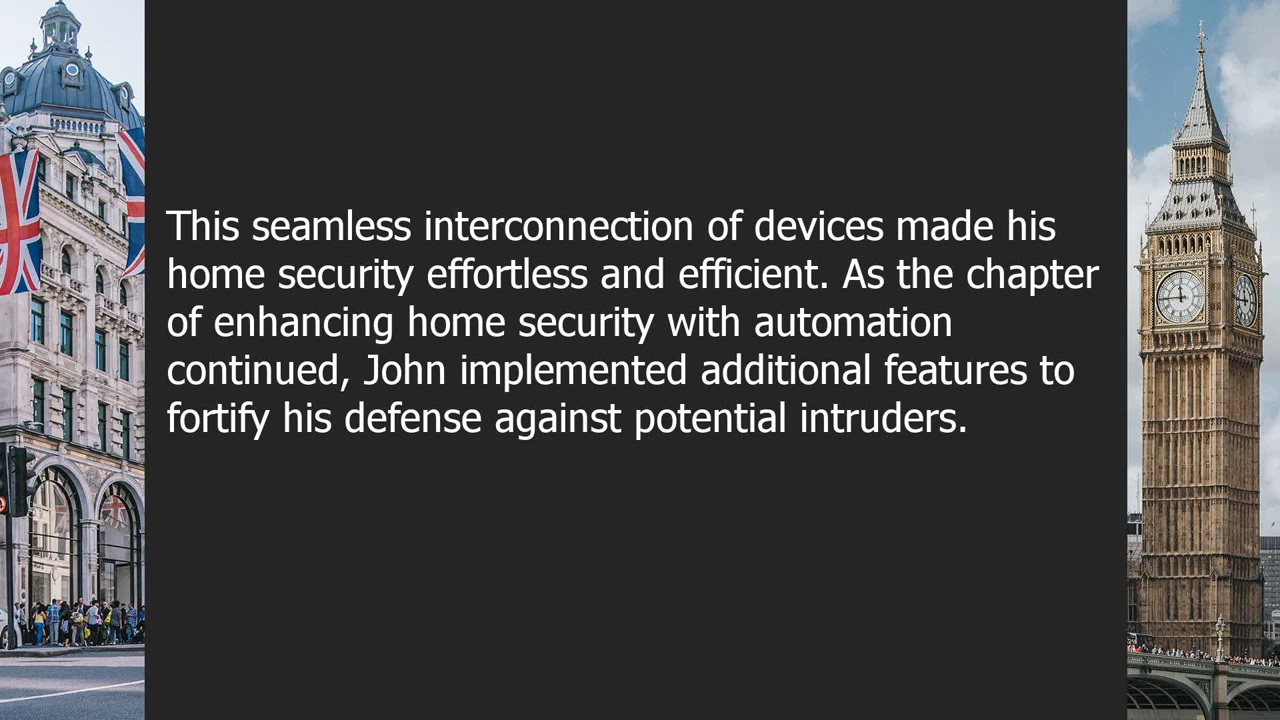 This seamless interconnection of devices made his
home security effortless and efficient. As the chapter
of enhancing home security with automation
continued, John implemented additional features to
fortify his defense against potential intruders.